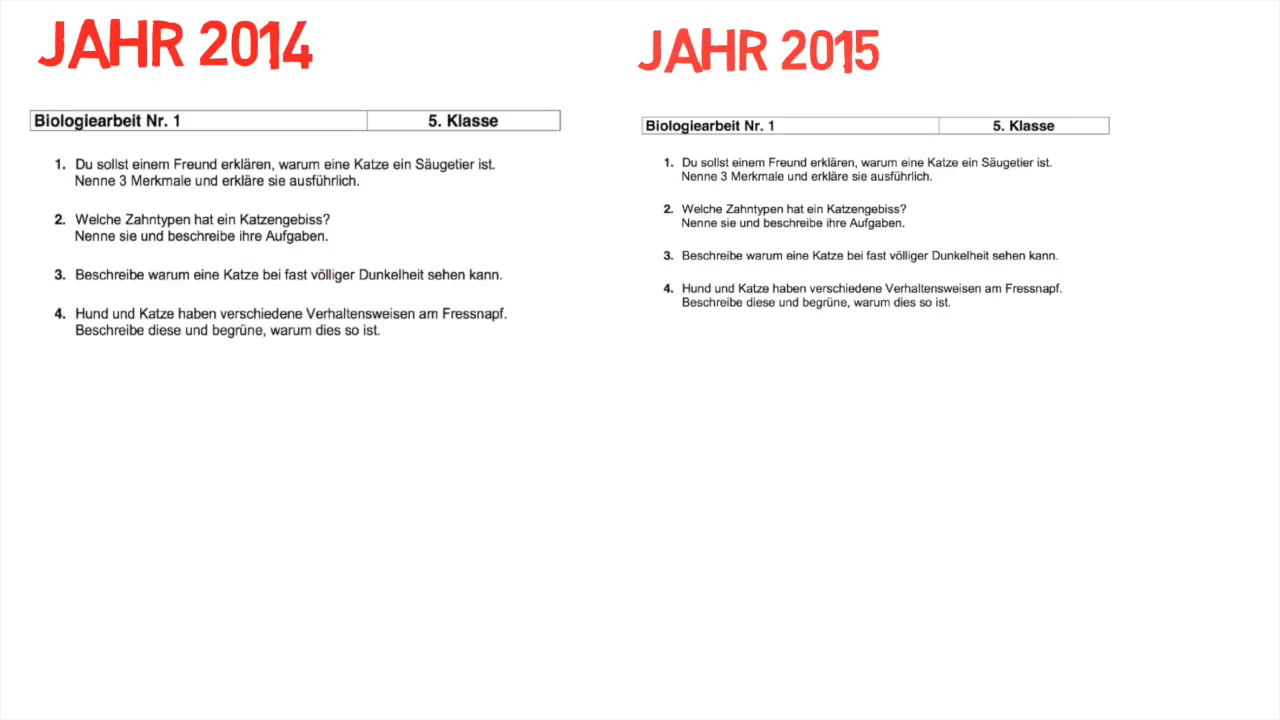 JAHR 2014
Biologiearbeit Nr. 1 5. Klasse
1. Du sollst einem Freund erklären, warum eine Katze ein Säugetier ist.
Nenne 3 Merkmale und erkläre sie ausführlich.
2. Welche Zahntypen hat ein Katzengebiss?
Nenne sie und beschreibe ihre Aufgaben.
3. Beschreibe warum eine Katze bei fast völliger Dunkelheit sehen kann.
4. Hund und Katze haben verschiedene Verhaltensweisen am Fressnapf.
Beschreibe diese und begrüne, warum dies so ist.
JAHR 2015
Biologiearbeit Nr. 1 5. Klasse
1. Du sollst einem Freund erklären, warum eine Katze ein Säugetier ist.
Nenne 3 Merkmale und erkläre sie ausführlich.
2. Welche Zahntypen hat ein Katzengebiss?
Nenne sie und beschreibe ihre Aufgaben.
3. Beschreibe warum eine Katze bei fast völliger Dunkelheit sehen kann.
4. Hund und Katze haben verschiedene Verhaltensweisen am Fressnapf.
Beschreibe diese und begrüne, warum dies so ist.